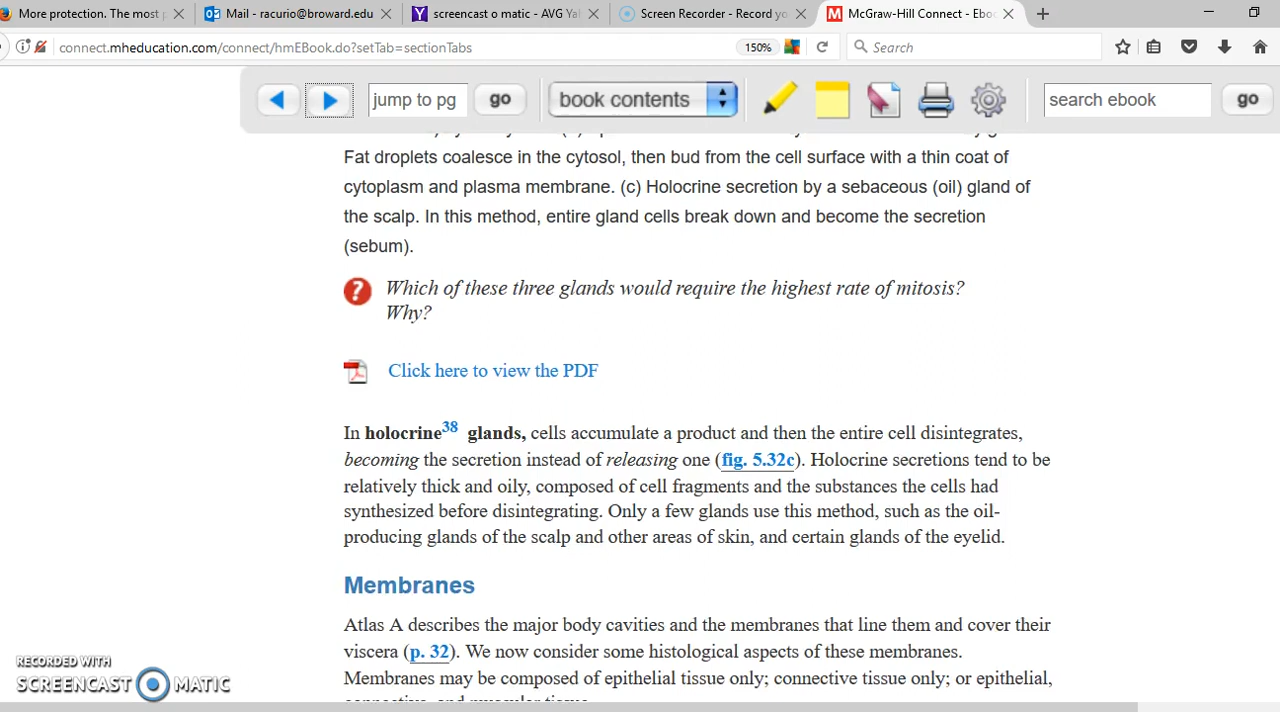 More protection. The most p
Mail - racurio@broward.edu
screencast o matic - AVG Ya
Screen Recorder - Record yo
McGraw-Hill Connect - Eboo
connect.mheducation.com/connect/hmEBook.do?setTab=sectionTabs
150%
Search
jump to pg
go
book contents
search ebook
go
Fat droplets coalesce in the cytosol, then bud from the cell surface with a thin coat of
cytoplasm and plasma membrane. (c) Holocrine secretion by a sebaceous (oil) gland of
the scalp. In this method, entire gland cells break down and become the secretion
(sebum).
? Which of these three glands would require the highest rate of mitosis?
Why?
Click here to view the PDF
In holocrine38 glands, cells accumulate a product and then the entire cell disintegrates,
becoming the secretion instead of releasing one (fig. 5.32c). Holocrine secretions tend to be
relatively thick and oily, composed of cell fragments and the substances the cells had
synthesized before disintegrating. Only a few glands use this method, such as the oil-
producing glands of the scalp and other areas of skin, and certain glands of the eyelid.
Membranes
Atlas A describes the major body cavities and the membranes that line them and cover their
viscera (p. 32). We now consider some histological aspects of these membranes.
Membranes may be composed of epithelial tissue only; connective tissue only; or epithelial,
RECORDED WITH
SCREENCAST MATIC